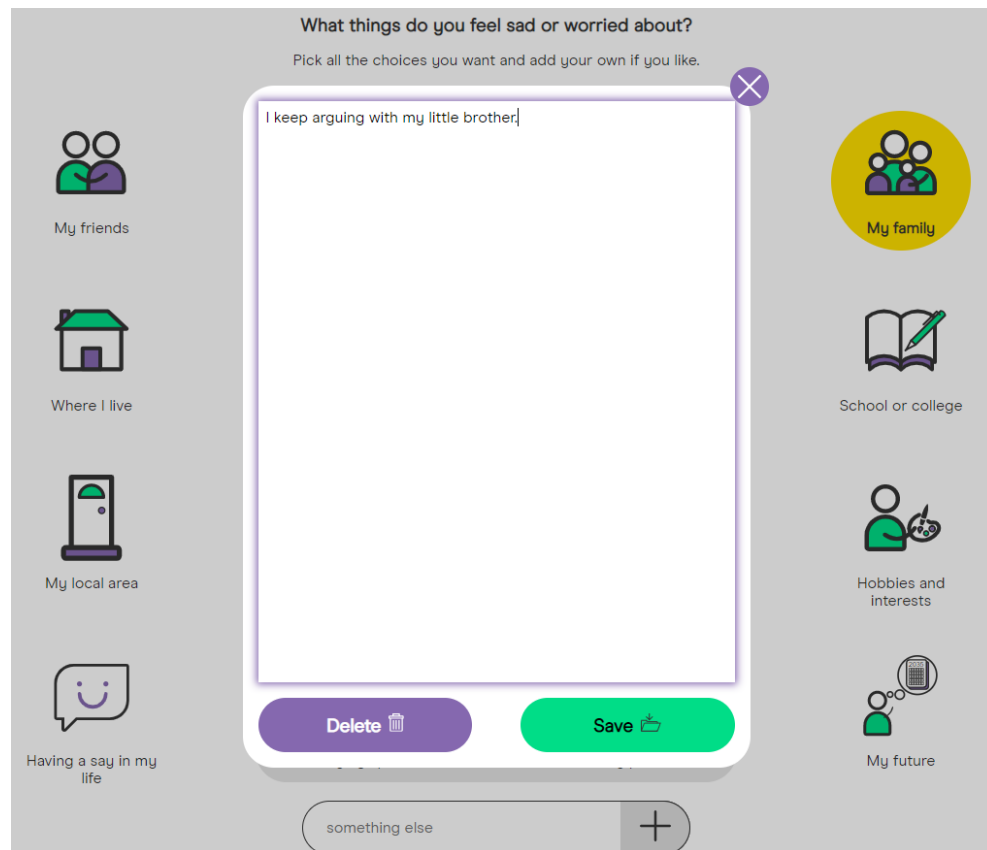 What things do you feel sad or worried about?
Pick all the choices you want and add your own if you like.
I keep arguing with my little brother.
My friends
My family
Where I live
School or college
My local area
Hobbies and
interests
Delete
Save
Having a say in my
life
My future
something else